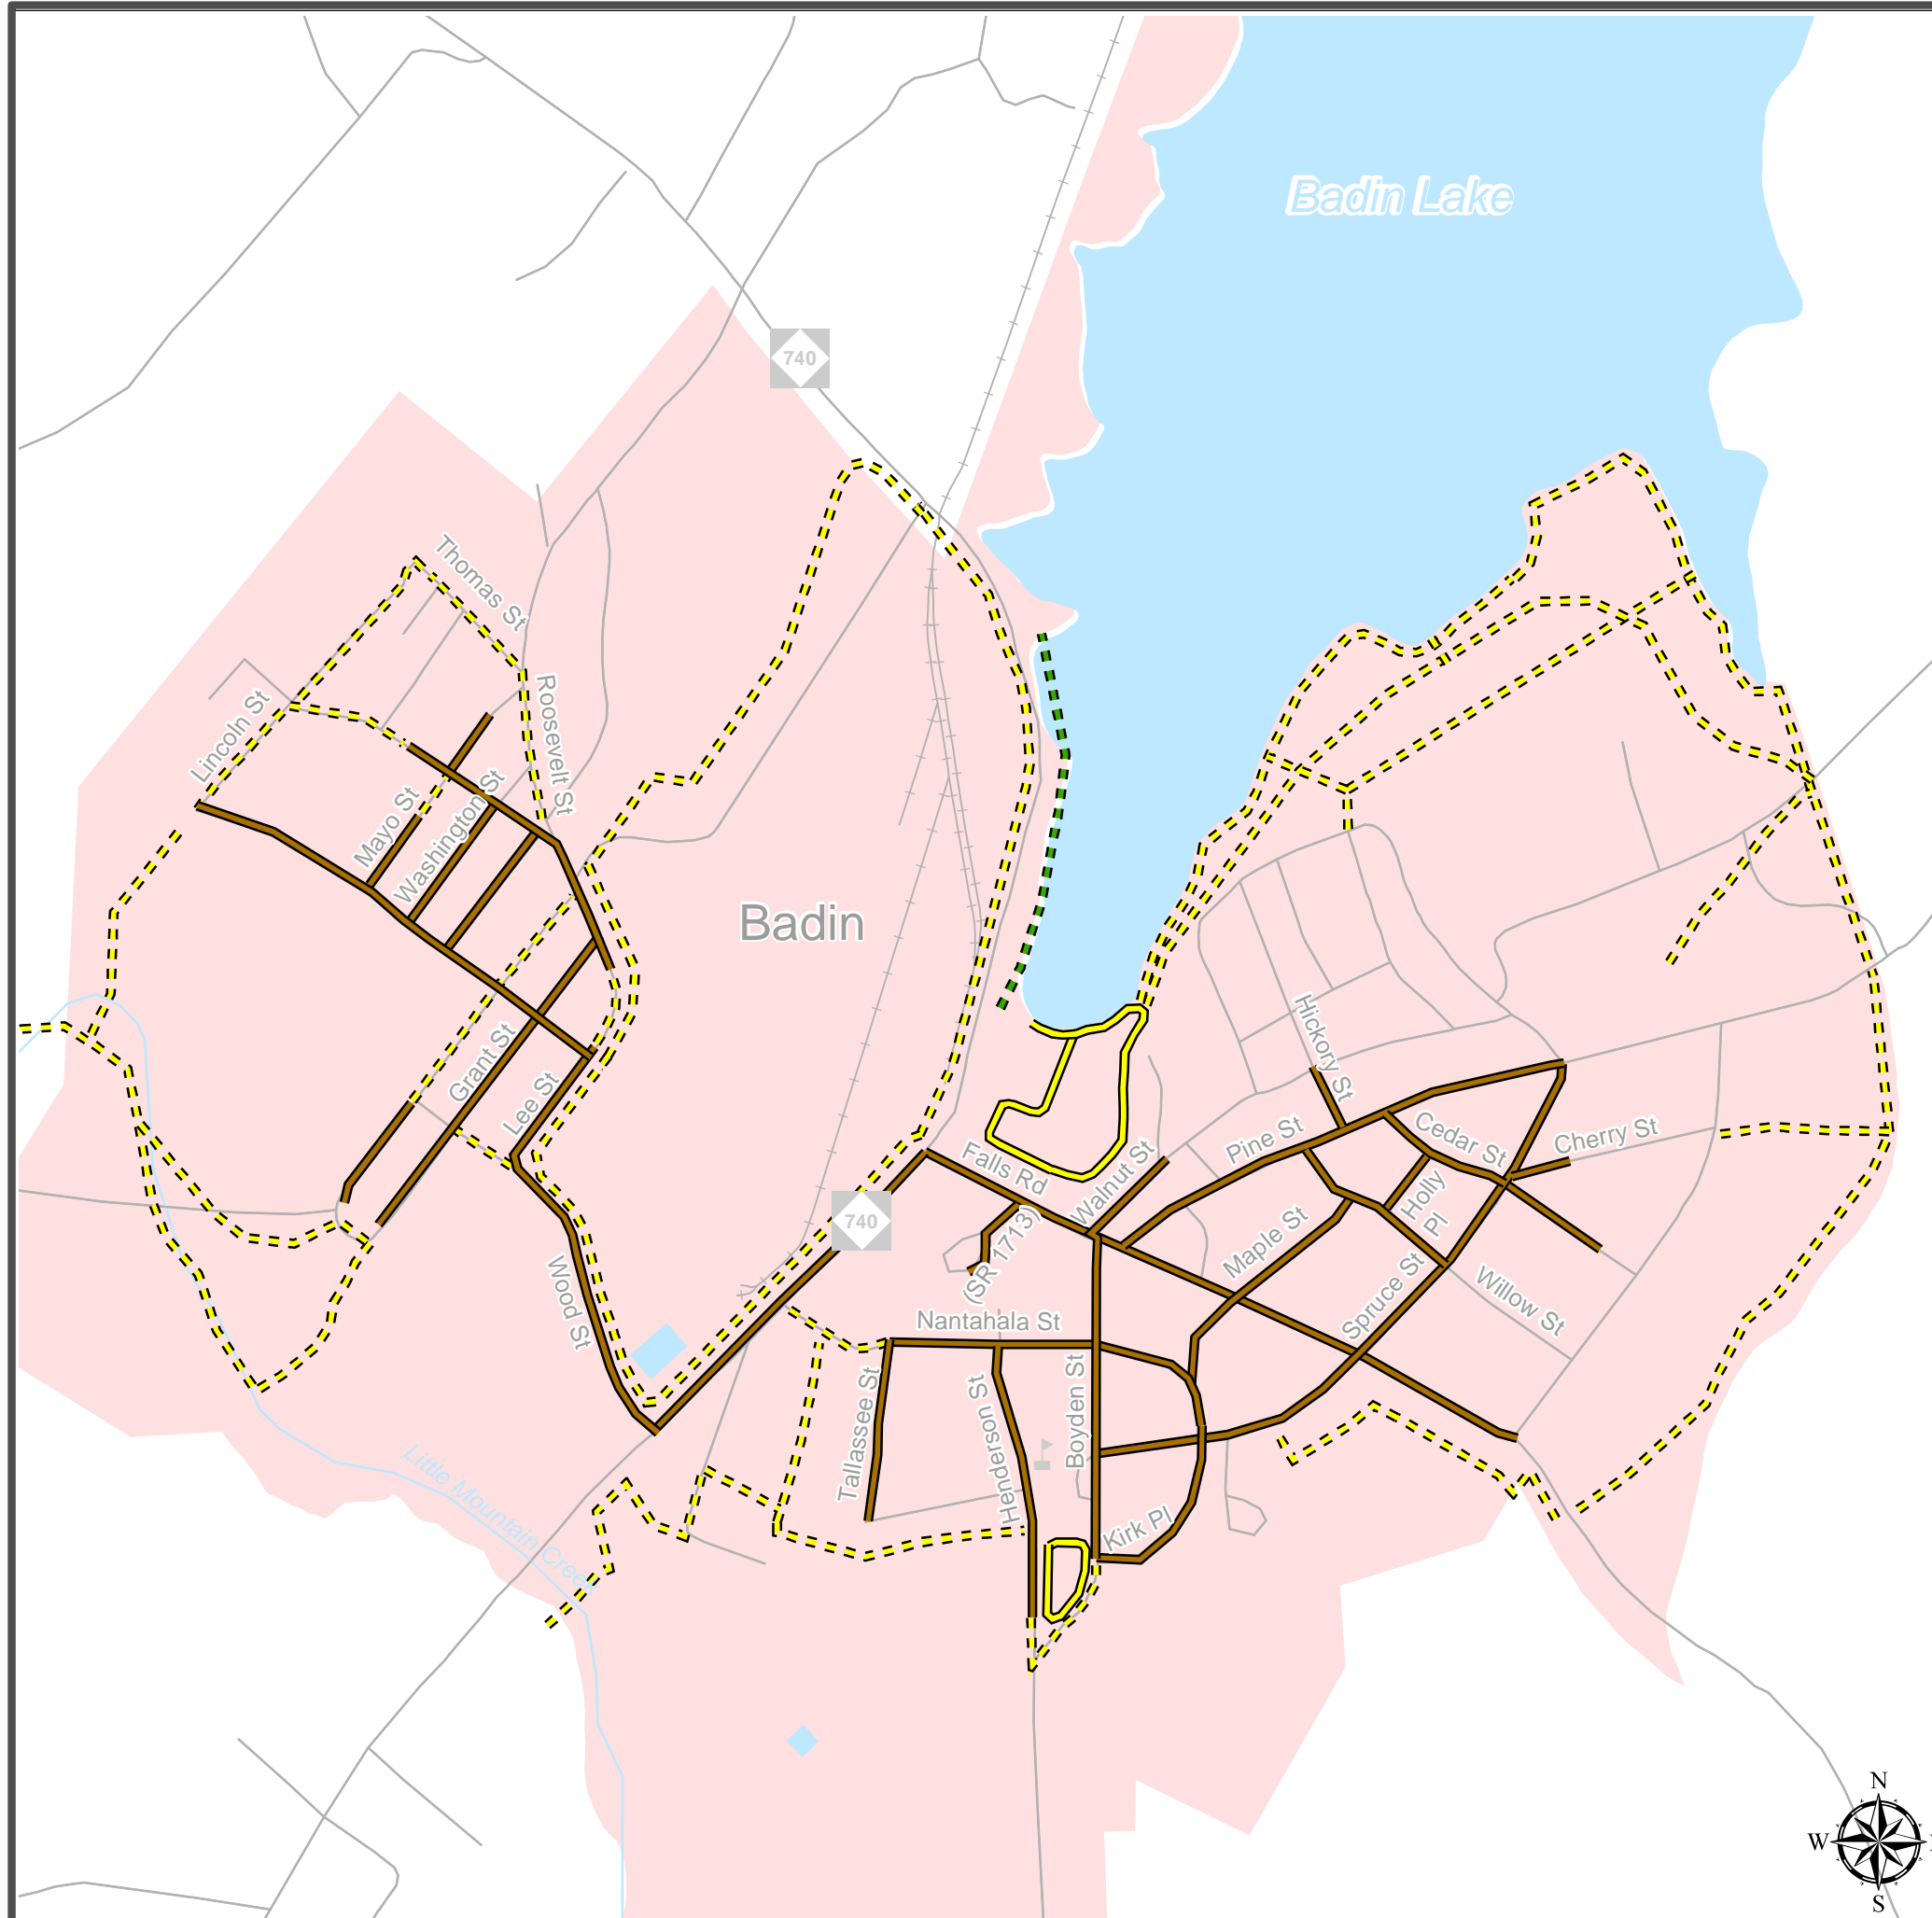 Badin Lake
740
Thomas St
Roosevelt St
Lincoln St
Mayo St
Washington St
Badin
Hickory St
Grant St
Lee St
Cedar St
Cherry St
Pine St
Falls Rd
Walnut St
Holly
Pl
740
(SR 1713)
Maple St
Wood St
Willow St
Spruce St
Nantahala St
Tallassee St
Henderson St
Boyden St
Little Mountain Creek
Kirk Pl
N
W
S